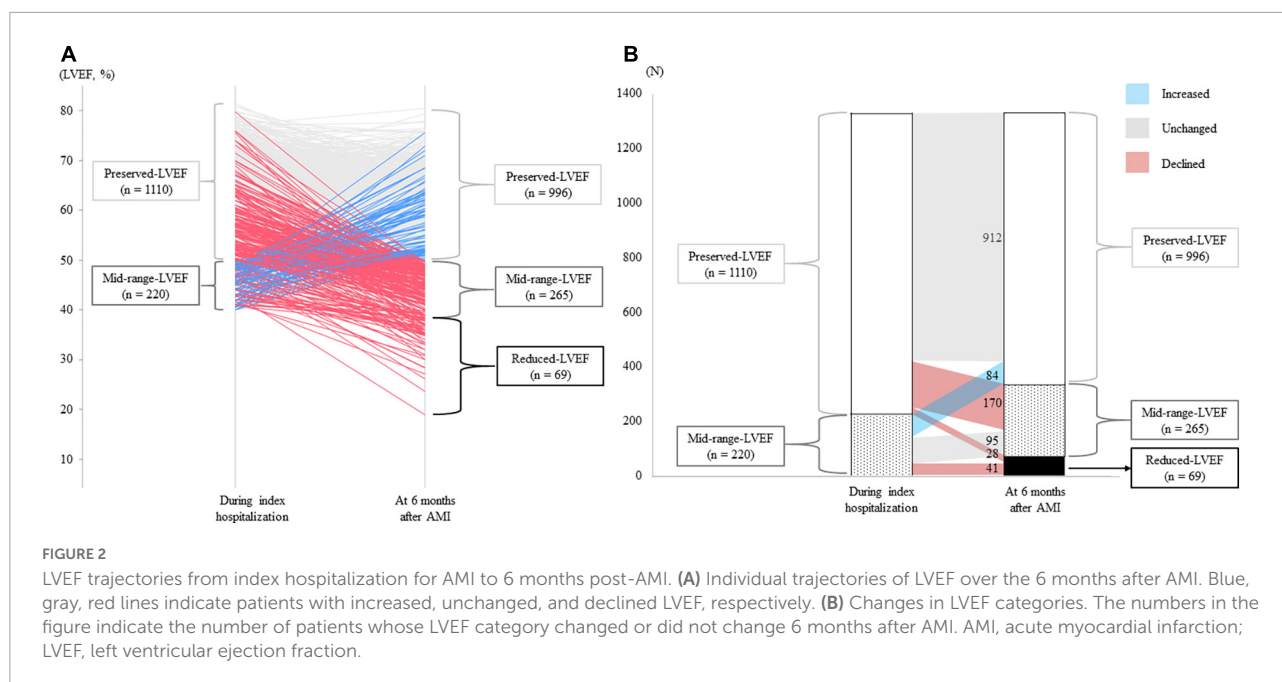 A
(LVEF, %)
80
70
60
50
40
30
20
10
Preserved-LVEF
(n = 1110)
Mid-range-LVEF
(n = 220)
Preserved-LVEF
(n = 996)
Mid-range-LVEF
(n = 265)
Reduced-LVEF
(n = 69)
During index
hospitalization
At 6 months
after AMI
B
(N)
1400
1200
1000
800
600
400
200
0
Preserved-LVEF
(n = 1110)
Mid-range-LVEF
(n = 220)
912
84
170
95
28
41
Increased
Unchanged
Declined
Preserved-LVEF
(n = 996)
Mid-range-LVEF
(n = 265)
Reduced-LVEF
(n = 69)
During index
hospitalization
At 6 months
after AMI
FIGURE 2
LVEF trajectories from index hospitalization for AMI to 6 months post-AMI. (A) Individual trajectories of LVEF over the 6 months after AMI. Blue,
gray, red lines indicate patients with increased, unchanged, and declined LVEF, respectively. (B) Changes in LVEF categories. The numbers in the
figure indicate the number of patients whose LVEF category changed or did not change 6 months after AMI. AMI, acute myocardial infarction;
LVEF, left ventricular ejection fraction.